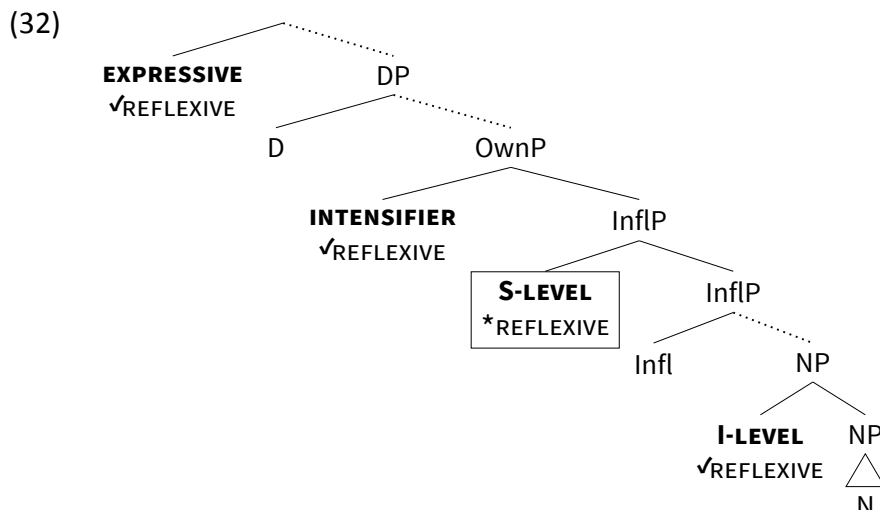 (32)
EXPRESSIVE DP
✓REFLEXIVE
D OwnP
INTENSIFIER InflP
✓REFLEXIVE
S-LEVEL InflP
*REFLEXIVE
Infl NP
I-LEVEL NP
✓REFLEXIVE
N